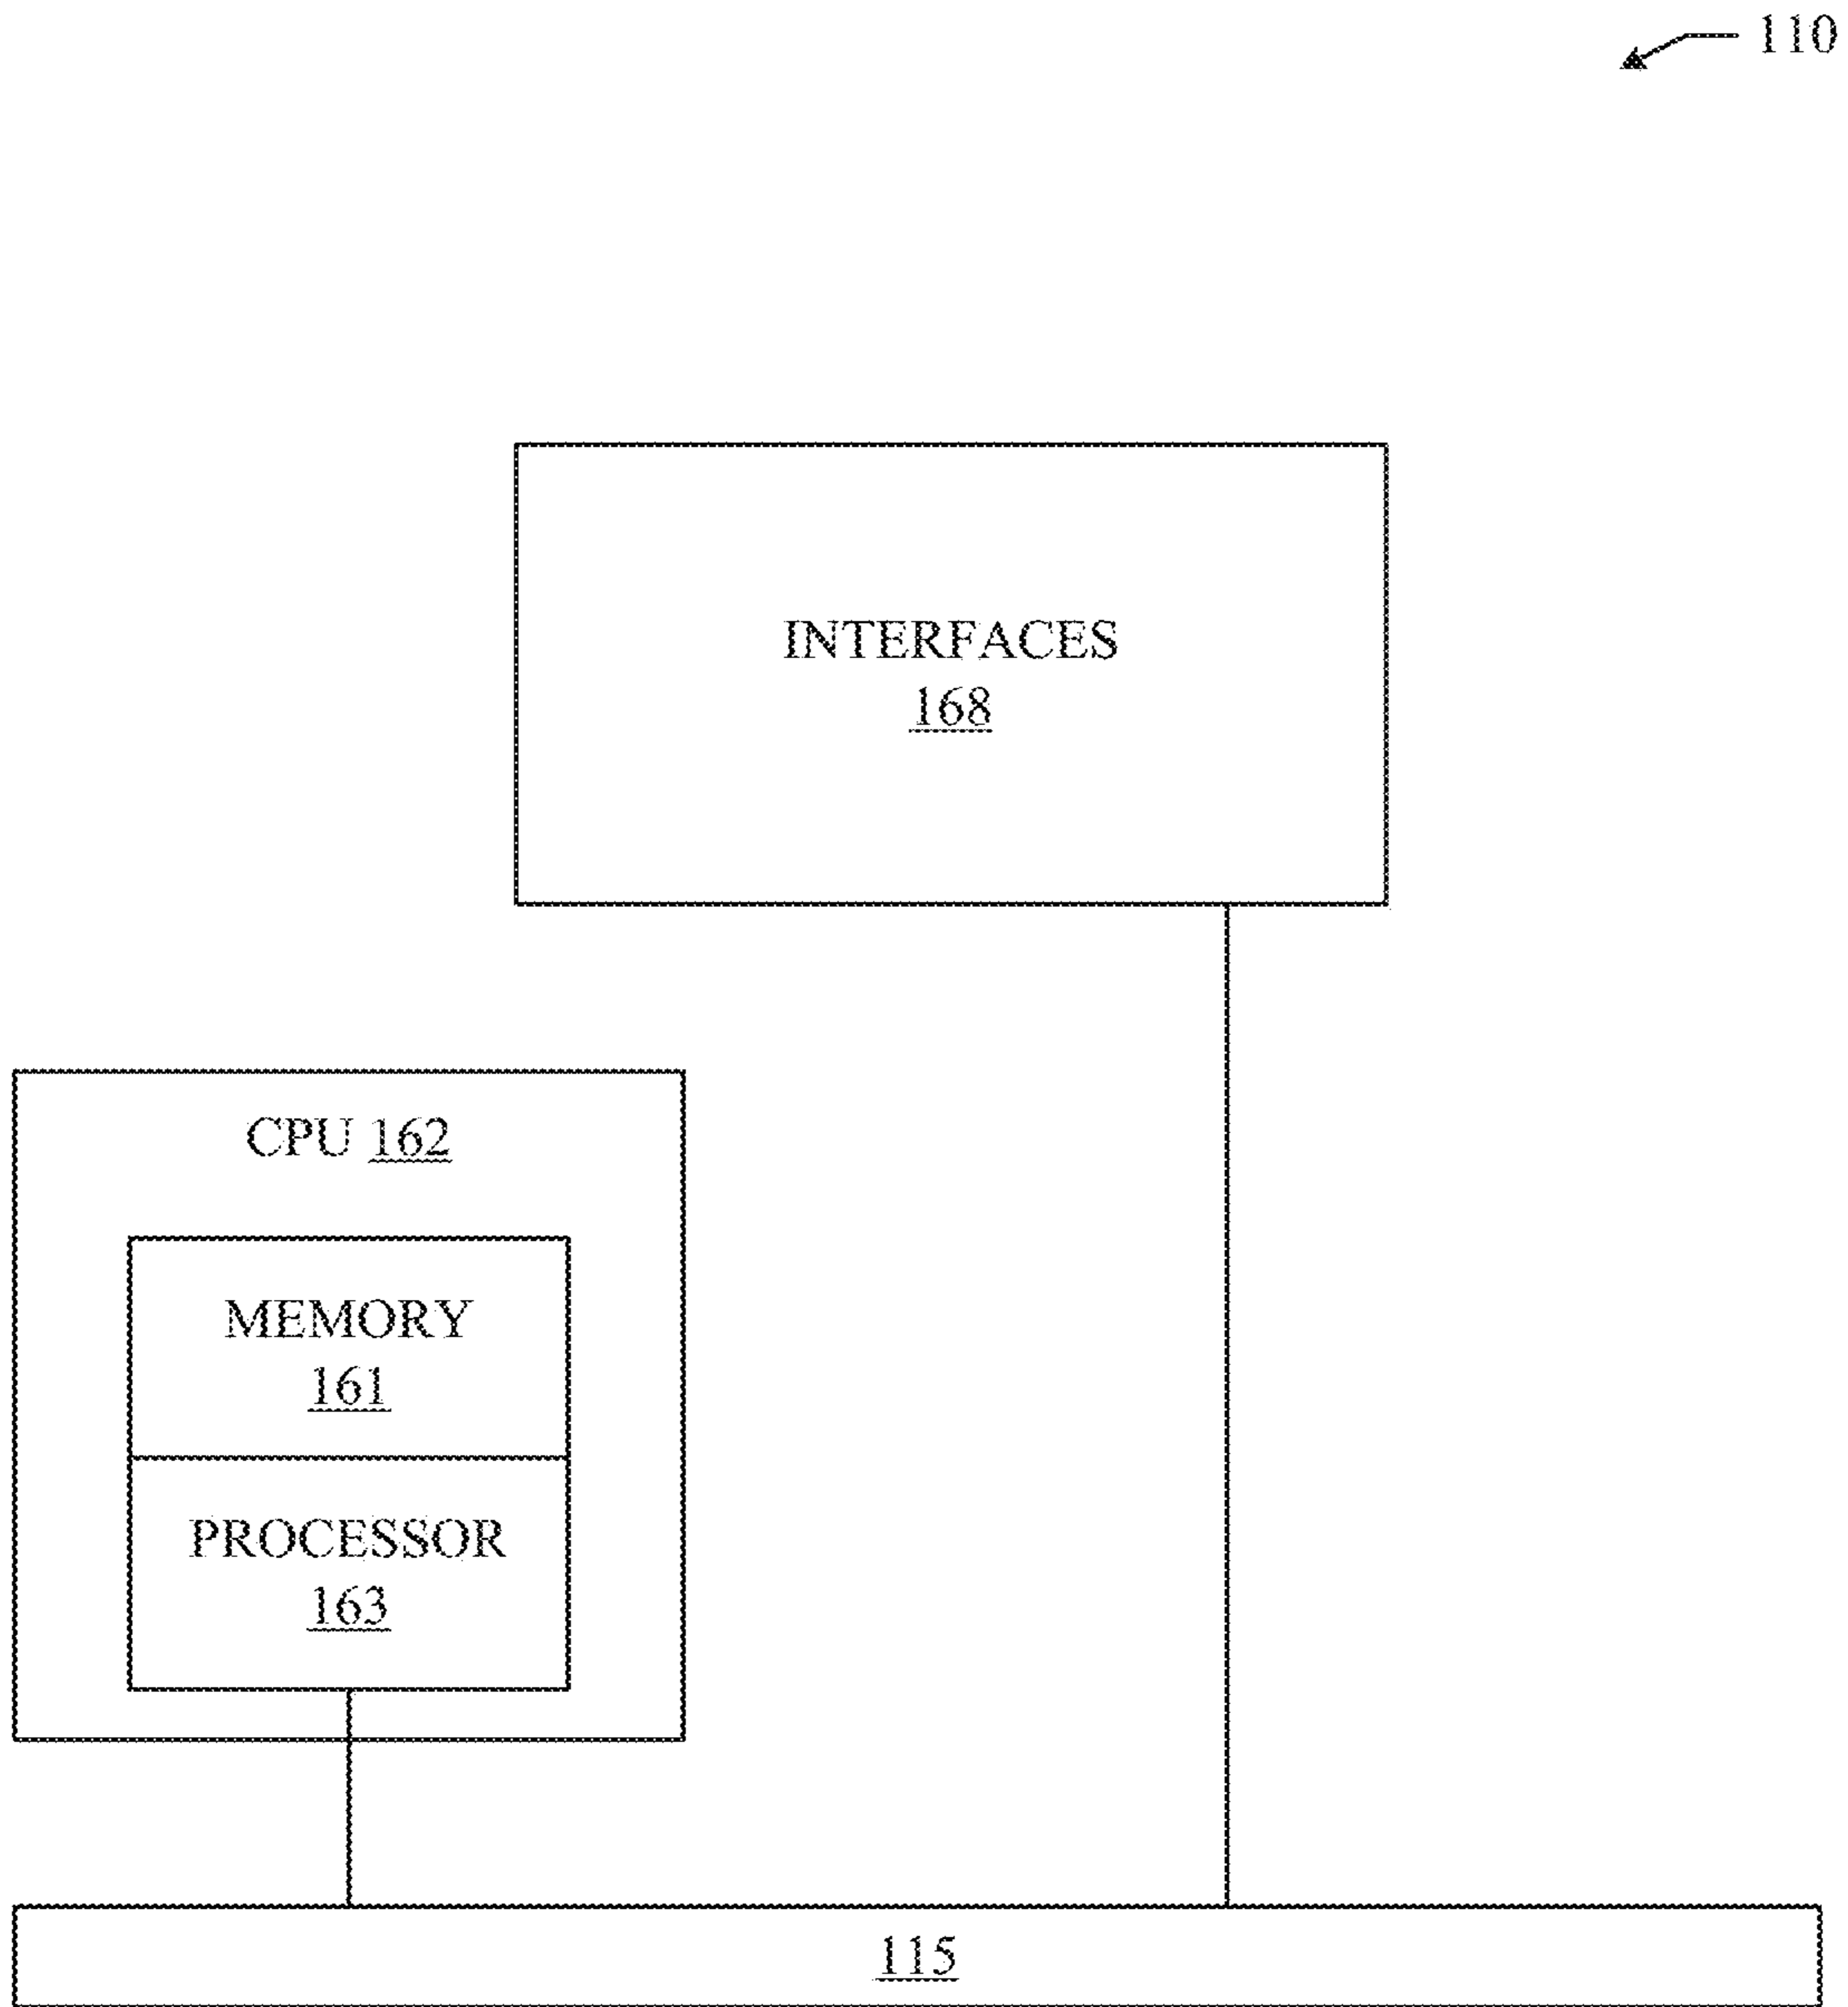 110
INTERFACES
168
CPU 162
MEMORY
161
PROCESSOR
163
115